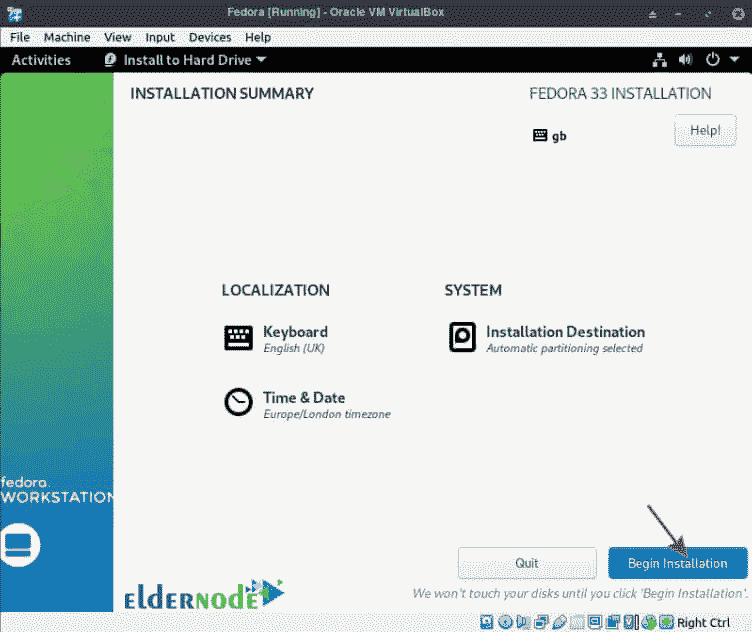 Fedora [Running] - Oracle VM VirtualBox
File Machine View Input Devices Help
Activities Install to Hard Drive
INSTALLATION SUMMARY
FEDORA 33 INSTALLATION
gb
Help!
LOCALIZATION
SYSTEM
Keyboard
English (UK)
Installation Destination
Automatic partitioning selected
Time & Date
Europe/London timezone
fedora.
WORKSTATION
Quit
Begin Installation
We won't touch your disks until you click 'Begin Installation'.
elderNODE
Right Ctrl